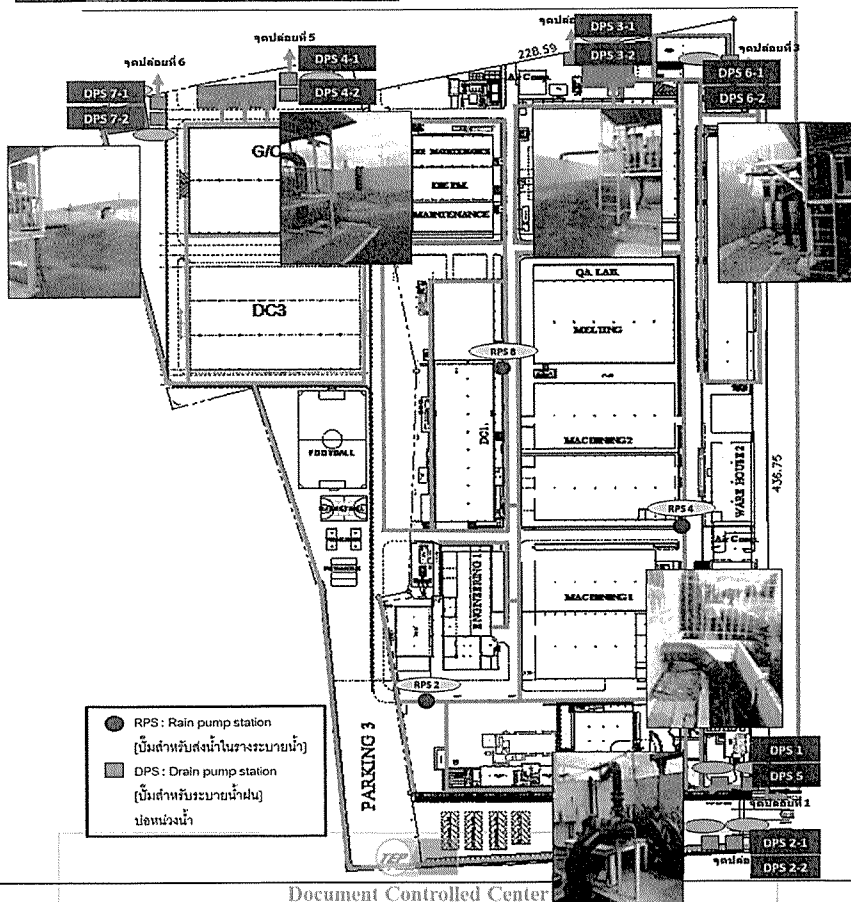 จุดปล่อยที่ 6
จุดปล่อยที่ 5
DPS 4-1
DPS 4-2
DPS 7-1
DPS 7-2
DPS 3-1
DPS 3-2
228.59
Air Com.
จุดปล่อยที่ 3
DPS 6-1
DPS 6-2
MAINTENANCE
MAINTENANCE
QA LAB.
MELTING
DC3
RPS 8
DC1.
FOOTBALL
MACHINING2
WARE HOUSE2
436.75
RPS 4
Air Com.
ENGINEERING 1
MACHINING1
RPS 2
PARKING 3
RPS : Rain pump station
[ปั๊มสำหรับส่งน้ำในรางระบายน้ำ]
DPS : Drain pump station
[ปั๊มสำหรับระบายน้ำฝน]
บ่อหน่วงน้ำ
DPS 1
DPS 5
จุดปล่อยที่ 1
จุดปล่อย
DPS 2-1
DPS 2-2
TEP
Document Controlled Center